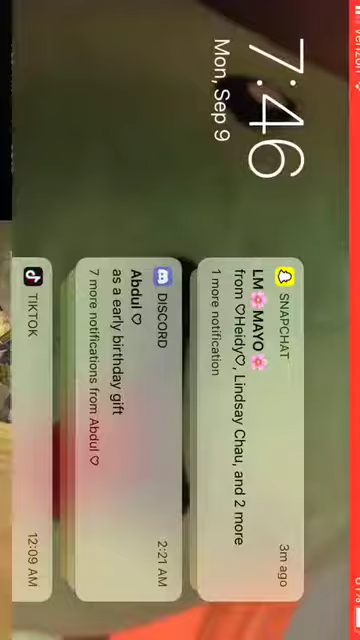 verizon
81%
7:46
Mon, Sep 9
SNAPCHAT 3m ago
LM🌸MAYO🌸
from ♡Heidy♡, Lindsay Chau, and 2 more
1 more notification
DISCORD 2:21 AM
Abdul ♡
as a early birthday gift
7 more notifications from Abdul ♡
TIKTOK 12:09 AM